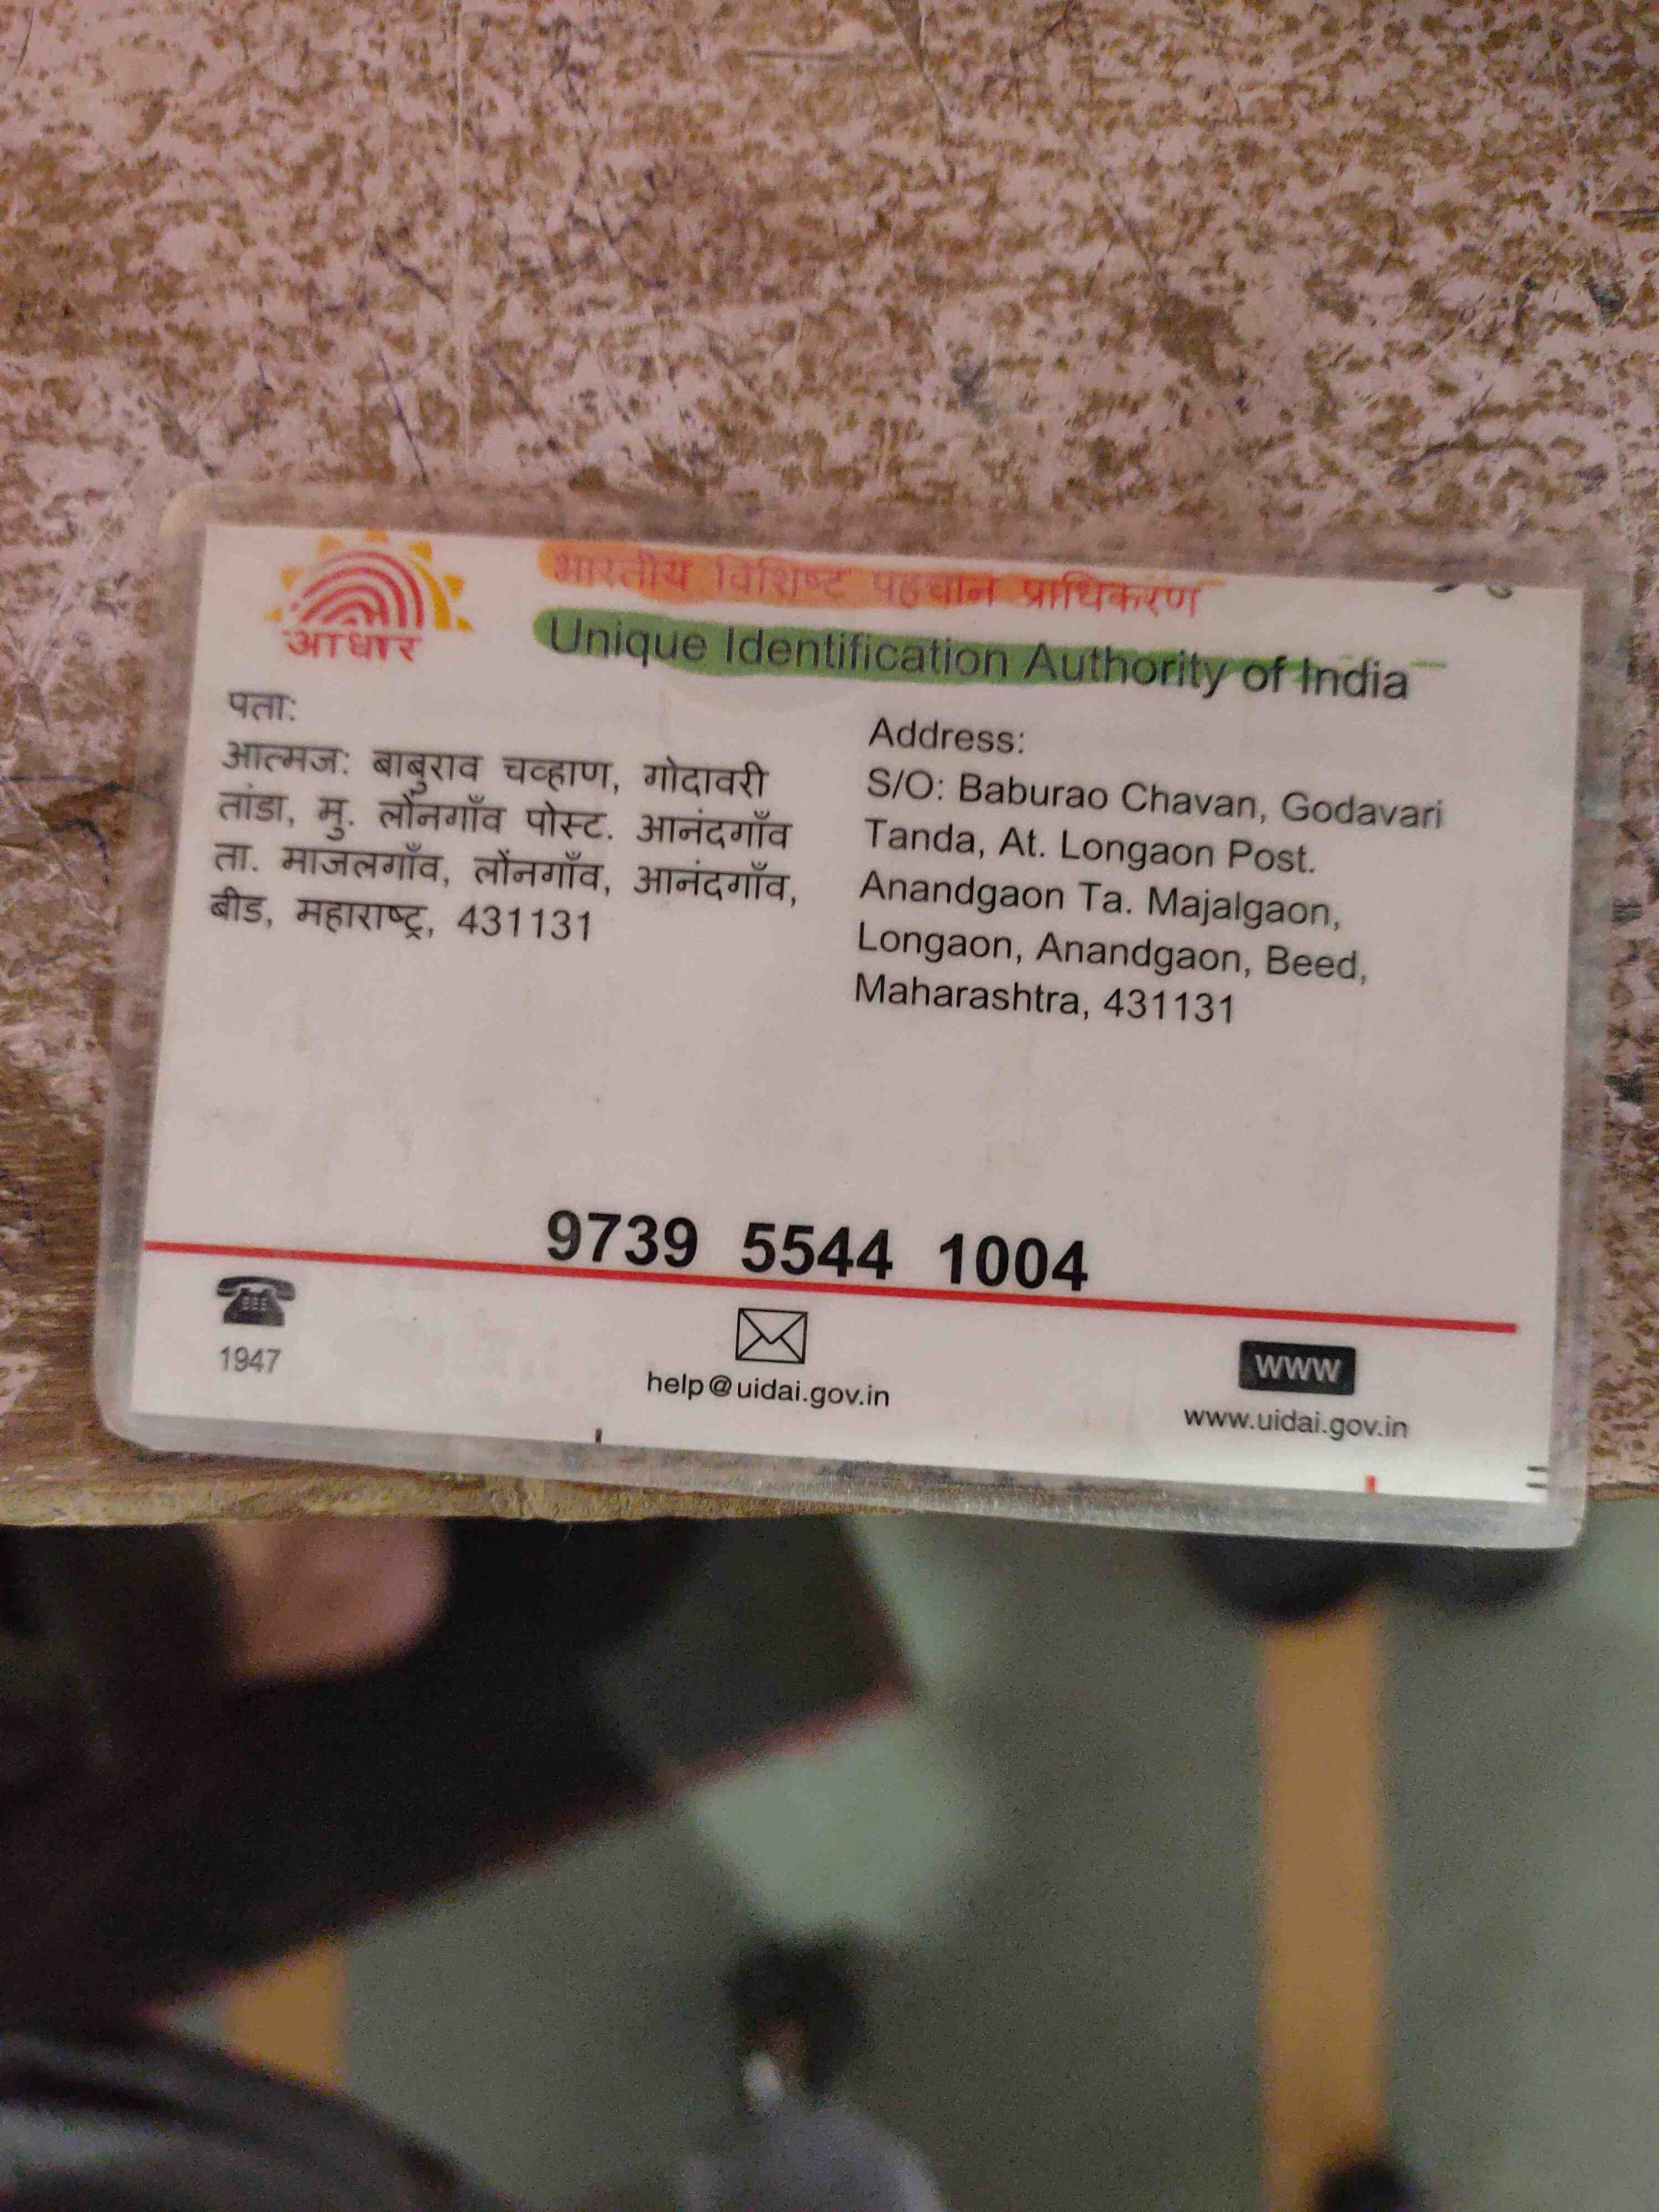 आधार
भारतीय विशिष्ट पहचान प्राधिकरण
Unique Identification Authority of India
पता:
आत्मज: बाबुराव चव्हाण, गोदावरी
तांडा, मु. लोंनगाँव पोस्ट. आनंदगाँव
ता. माजलगाँव, लोंनगाँव, आनंदगाँव,
बीड, महाराष्ट्र, 431131
Address:
S/O: Baburao Chavan, Godavari
Tanda, At. Longaon Post.
Anandgaon Ta. Majalgaon,
Longaon, Anandgaon, Beed,
Maharashtra, 431131
9739 5544 1004
1947
help@uidai.gov.in
WWW
www.uidai.gov.in